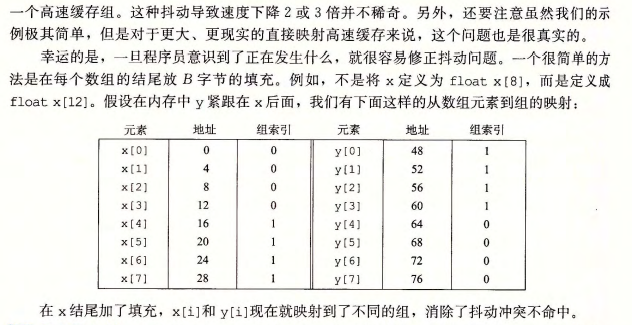 一个高速缓存组。这种抖动导致速度下降 2 或 3 倍并不稀奇。另外，还要注意虽然我们的示
例极其简单，但是对于更大、更现实的直接映射高速缓存来说，这个问题也是很真实的。
幸运的是，一旦程序员意识到了正在发生什么，就很容易修正抖动问题。一个很简单的方
法是在每个数组的结尾放 B 字节的填充。例如，不是将 x 定义为 float x[8]，而是定义成
float x[12]。假设在内存中 y 紧跟在 x 后面，我们有下面这样的从数组元素到组的映射：
元素 地址 组索引 元素 地址 组索引
x[0] 0 0 y[0] 48 1
x[1] 4 0 y[1] 52 1
x[2] 8 0 y[2] 56 1
x[3] 12 0 y[3] 60 1
x[4] 16 1 y[4] 64 0
x[5] 20 1 y[5] 68 0
x[6] 24 1 y[6] 72 0
x[7] 28 1 y[7] 76 0
在 x 结尾加了填充，x[i]和 y[i]现在就映射到了不同的组，消除了抖动冲突不命中。